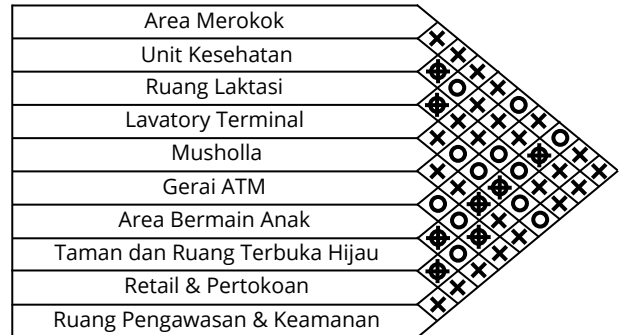 Area Merokok
Unit Kesehatan
Ruang Laktasi
Lavatory Terminal
Musholla
Gerai ATM
Area Bermain Anak
Taman dan Ruang Terbuka Hijau
Retail & Pertokoan
Ruang Pengawasan & Keamanan